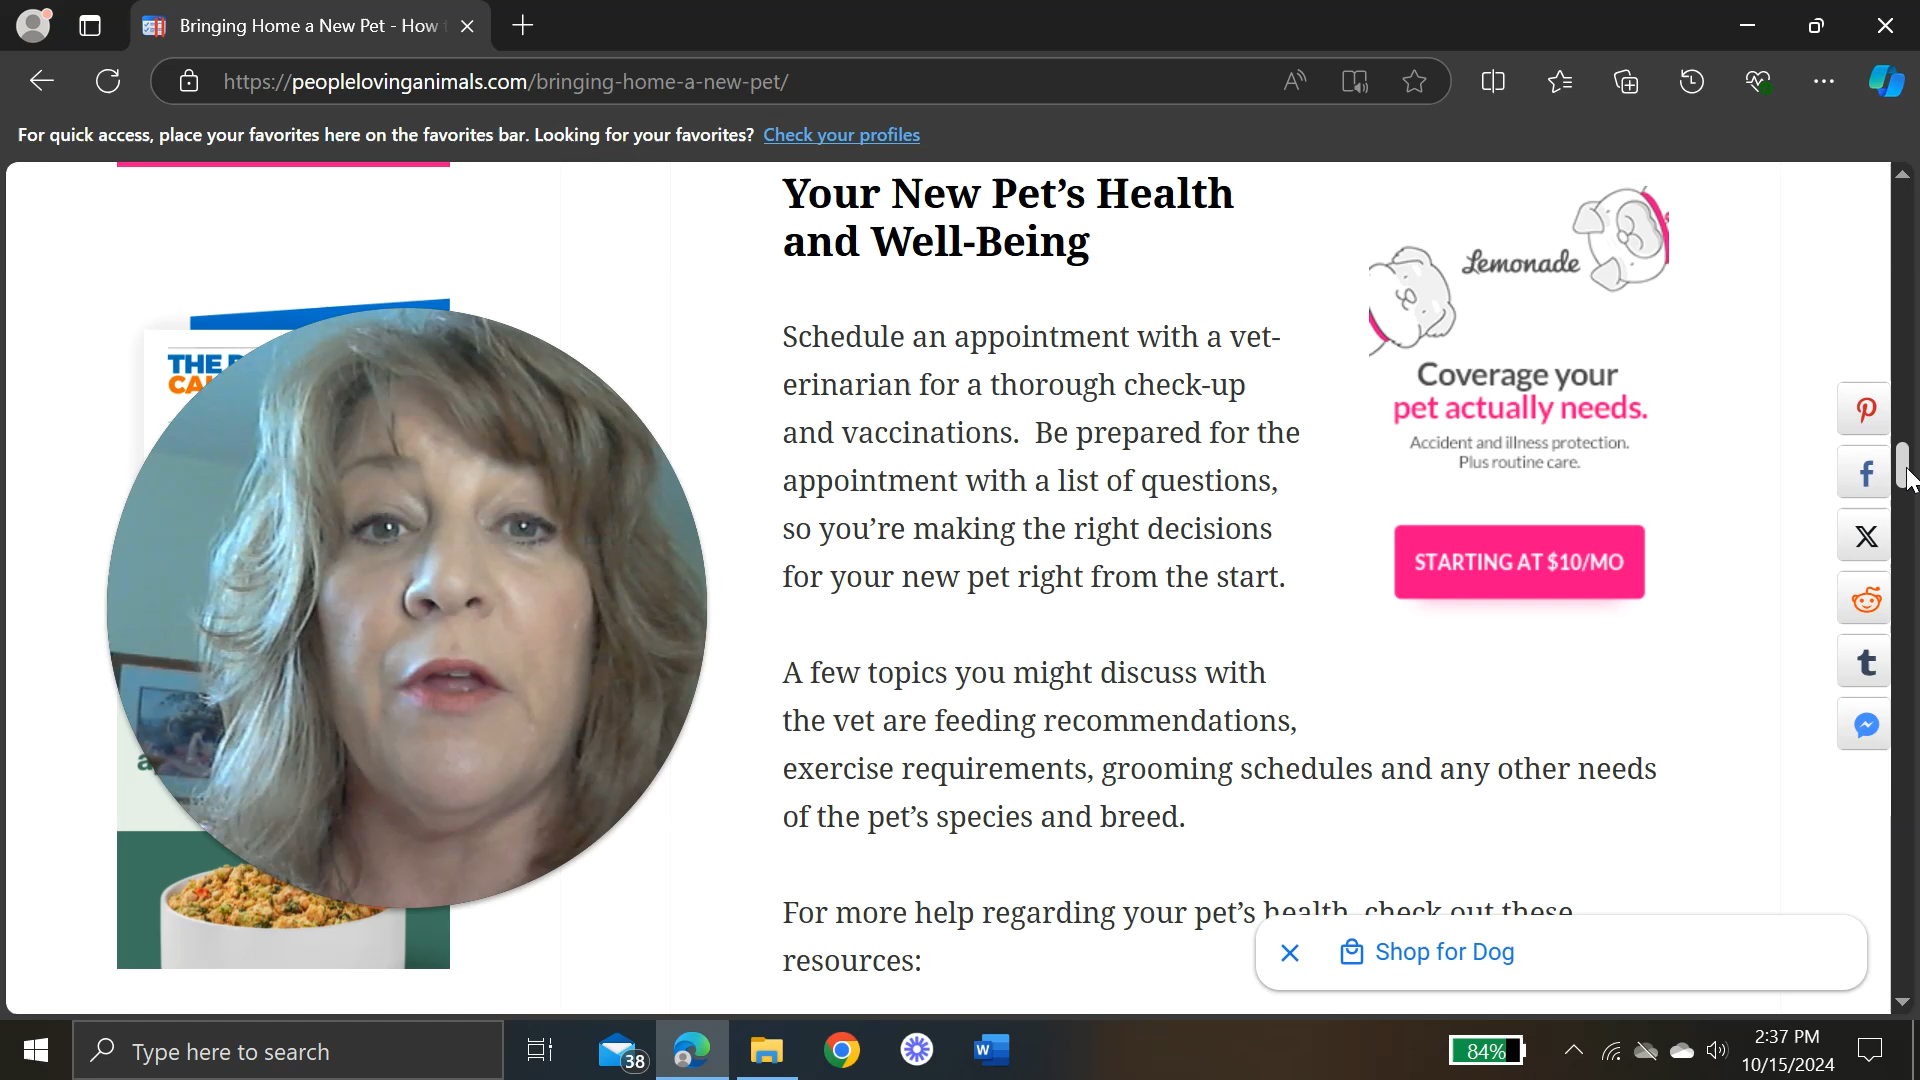 Bringing Home a New Pet - How
https://peoplelovinganimals.com/bringing-home-a-new-pet/
For quick access, place your favorites here on the favorites bar. Looking for your favorites? Check your profiles
Your New Pet's Health
and Well-Being
Schedule an appointment with a vet-
erinarian for a thorough check-up
and vaccinations. Be prepared for the
appointment with a list of questions,
so you're making the right decisions
for your new pet right from the start.
A few topics you might discuss with
the vet are feeding recommendations,
exercise requirements, grooming schedules and any other needs
of the pet's species and breed.
For more help regarding your pet's health, check out these
resources:
Lemonade
Coverage your
pet actually needs.
Accident and illness protection.
Plus routine care.
STARTING AT $10/MO
THE
Shop for Dog
Type here to search
38
84%
2:37 PM
10/15/2024